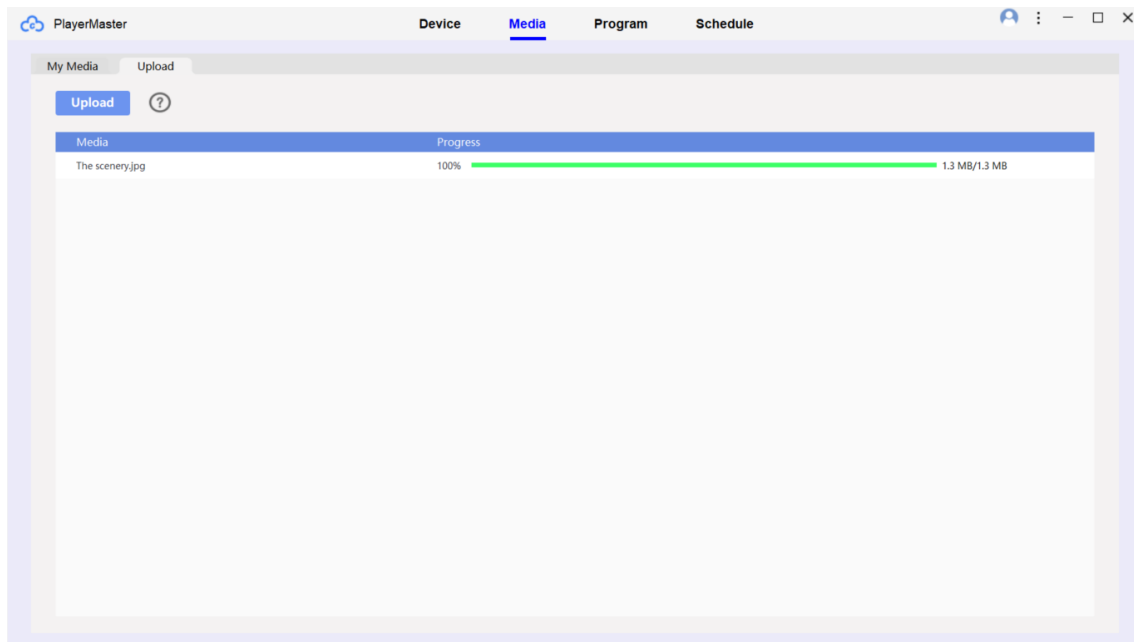 PlayerMaster Device Media Program Schedule
My Media Upload
Upload ?
Media Progress
The scenery.jpg 100% 1.3 MB/1.3 MB